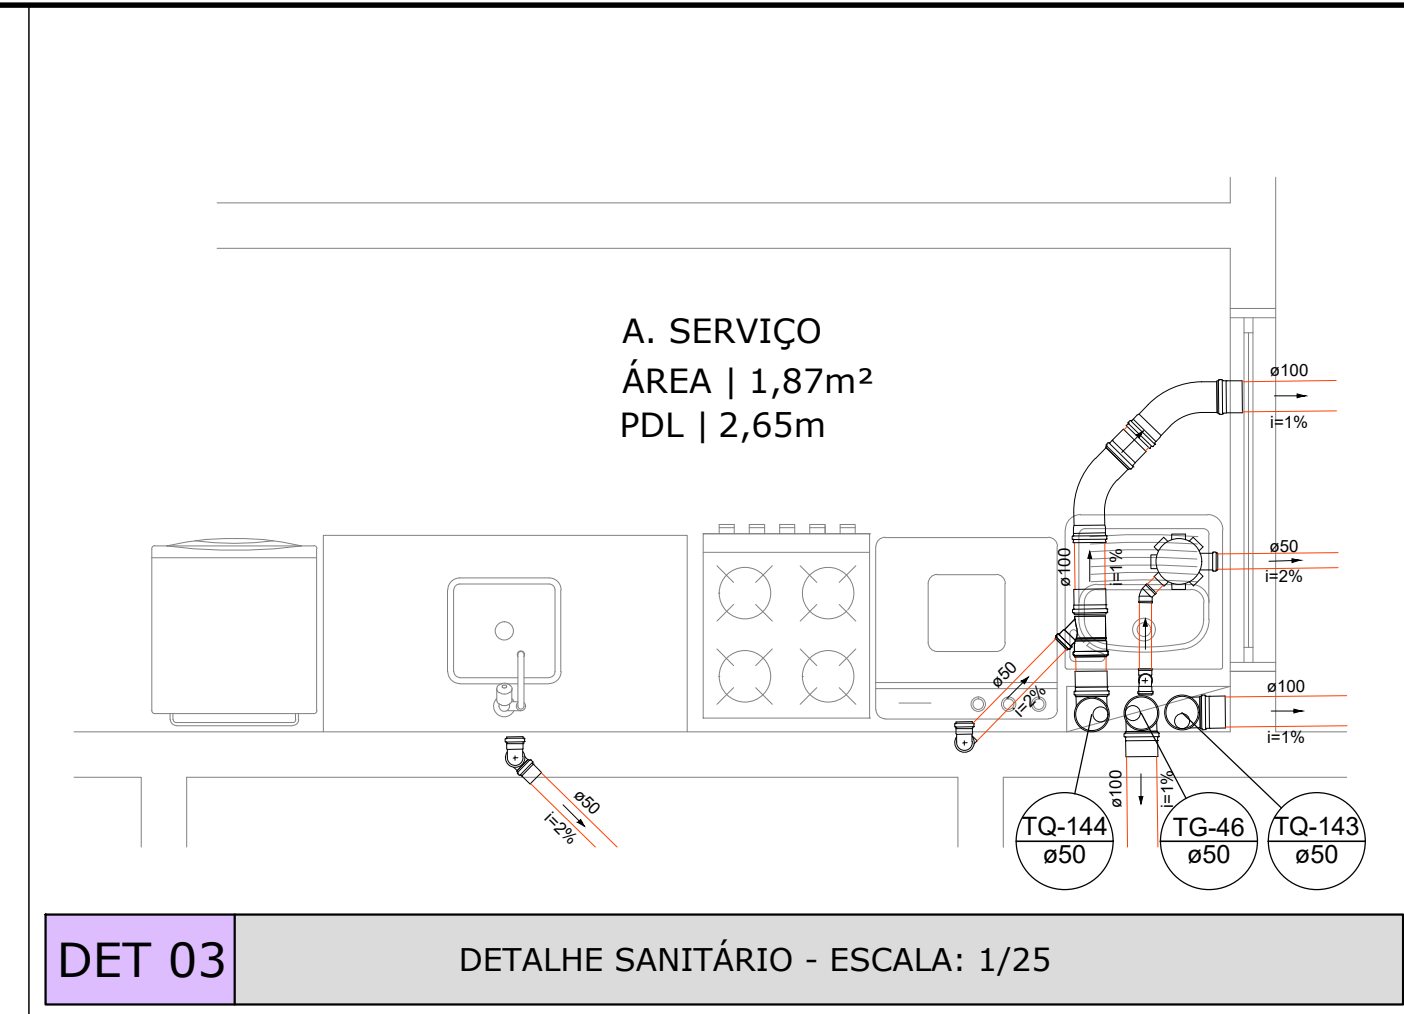 A. SERVIÇO
ÁREA | 1,87m²
PDL | 2,65m
ø100
i=1%
ø50
i=2%
ø100
i=1%
ø100
i=1%
ø50
i=2%
ø50
i=2%
ø100
i=1%
TQ-144
ø50
TG-46
ø50
TQ-143
ø50
DET 03
DETALHE SANITÁRIO - ESCALA: 1/25